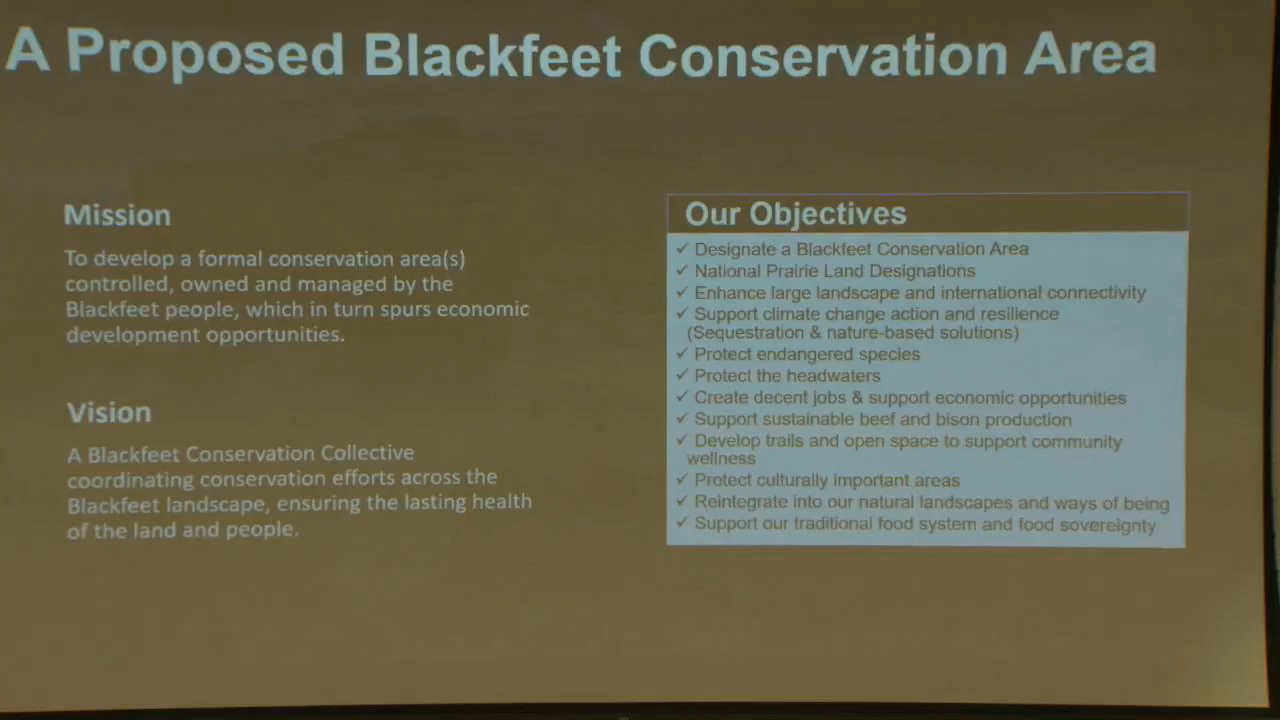 A Proposed Blackfeet Conservation Area
Mission
To develop a formal conservation area(s)
controlled, owned and managed by the
Blackfeet people, which in turn spurs economic
development opportunities.
Vision
A Blackfeet Conservation Collective
coordinating conservation efforts across the
Blackfeet landscape, ensuring the lasting health
of the land and people.
Our Objectives
✓ Designate a Blackfeet Conservation Area
✓ National Prairie Land Designations
✓ Enhance large landscape and international connectivity
✓ Support climate change action and resilience
(Sequestration & nature-based solutions)
✓ Protect endangered species
✓ Protect the headwaters
✓ Create decent jobs & support economic opportunities
✓ Support sustainable beef and bison production
✓ Develop trails and open space to support community
wellness
✓ Protect culturally important areas
✓ Reintegrate into our natural landscapes and ways of being
✓ Support our traditional food system and food sovereignty